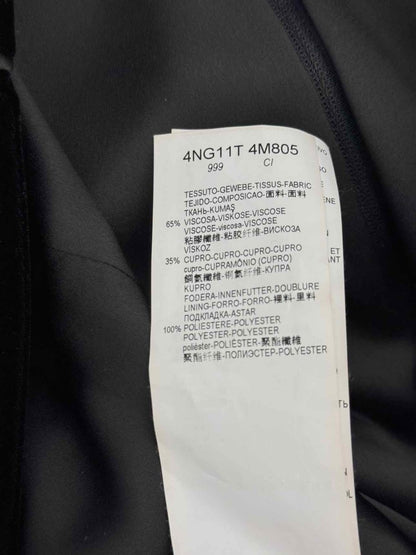 4NG11T 4M805
999 CI
TESSUTO-GEWEBE-TISSUS-FABRIC
TEJIDO-COMPOSICAO-面料-面料
ТКАНЬ-KUMAŞ
65% VISCOSA-VISKOSE-VISCOSE
VISCOSE-viscosa-VISCOSE
粘膠纖維-粘胶纤维-ВИСКОЗА
VİSKOZ
35% CUPRO-CUPRO-CUPRO-CUPRO
cupro-CUPRAMÔNIO (CUPRO)
銅氨纖維-铜氨纤维-КУПРА
KUPRO
FODERA-INNENFUTTER-DOUBLURE
LINING-FORRO-FORRO-裡料-里料
ПОДКЛАДКА-ASTAR
100% POLIESTERE-POLYESTER
POLYESTER-POLYESTER
poliéster-POLIÉSTER-聚酯纖維
聚酯纤维-ПОЛИЭСТЕР-POLYESTER